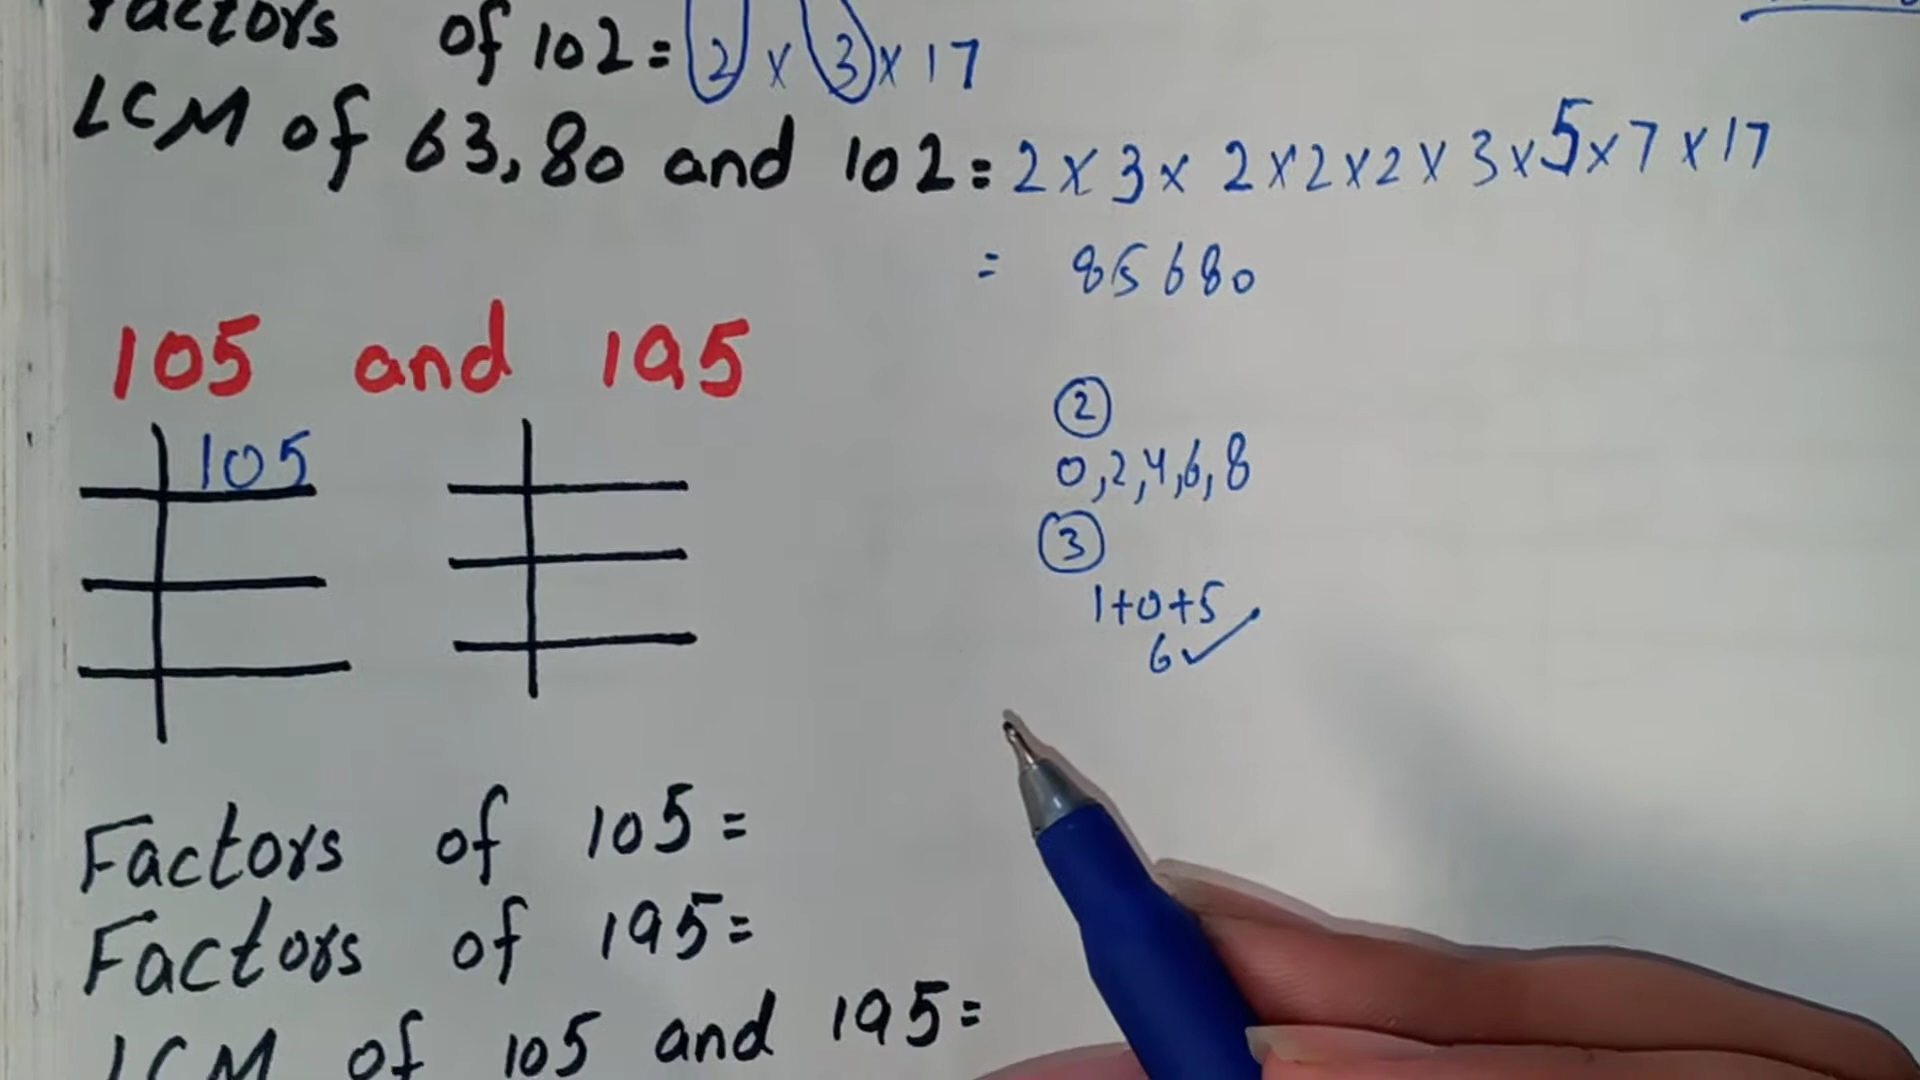 Factors of 102 = 2 x 3 x 17
LCM of 63, 80 and 102 = 2 x 3 x 2 x 2 x 2 x 3 x 5 x 7 x 17
= 85680
105 and 195
105
2
0,2,4,6,8
3
1+0+5
6✓
Factors of 105 =
Factors of 195 =
LCM of 105 and 195 =